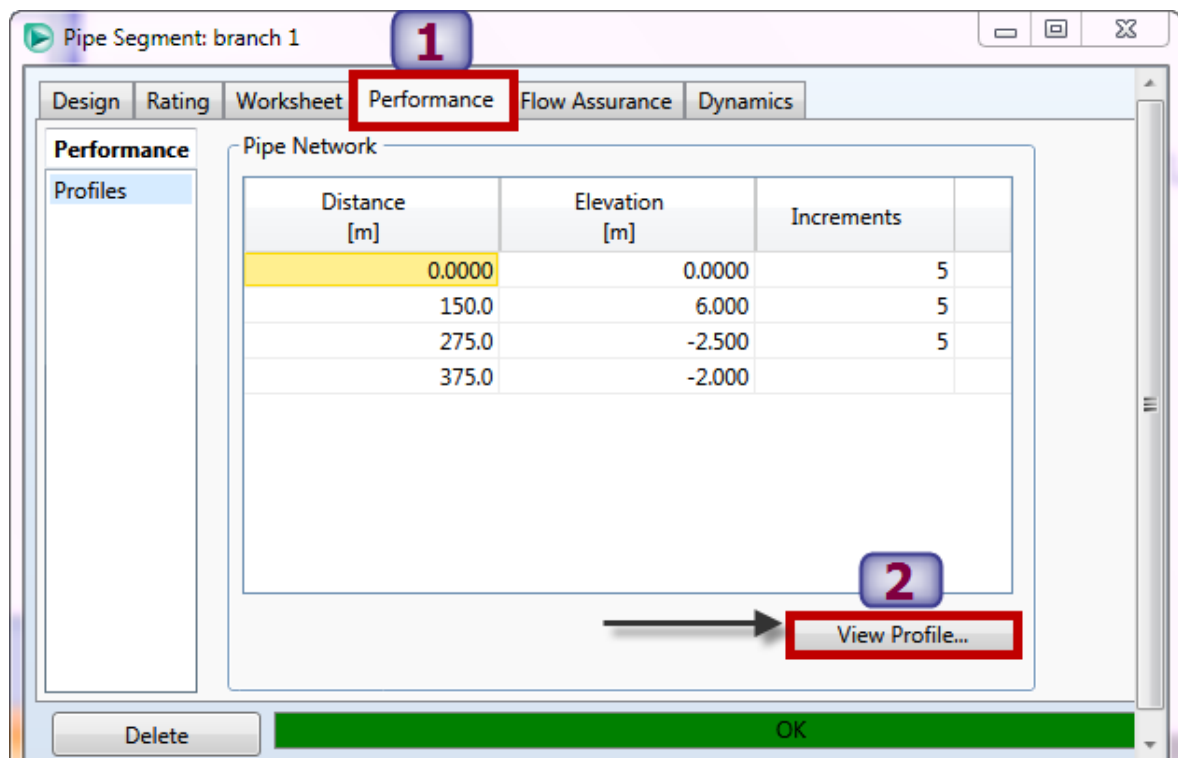 Pipe Segment: branch 1
1
Design Rating Worksheet Performance Flow Assurance Dynamics
Performance
Profiles
Pipe Network
Distance [m] Elevation [m] Increments
0.0000 0.0000 5
150.0 6.000 5
275.0 -2.500 5
375.0 -2.000
2
View Profile...
Delete
OK